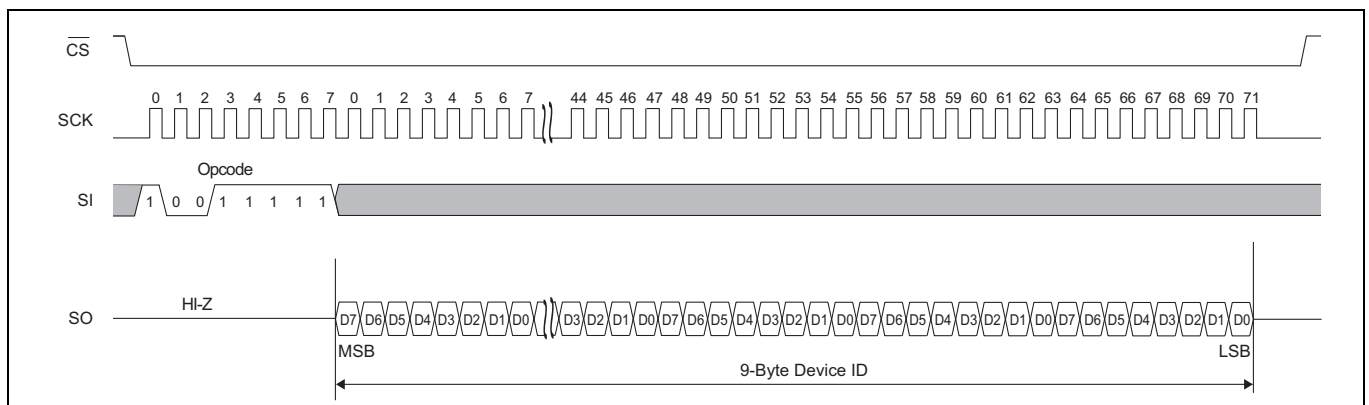 CS
0 1 2 3 4 5 6 7 0 1 2 3 4 5 6 7 44 45 46 47 48 49 50 51 52 53 54 55 56 57 58 59 60 61 62 63 64 65 66 67 68 69 70 71
SCK
Opcode
SI 1 0 0 1 1 1 1 1
HI-Z
SO D7 D6 D5 D4 D3 D2 D1 D0 D3 D2 D1 D0 D7 D6 D5 D4 D3 D2 D1 D0 D7 D6 D5 D4 D3 D2 D1 D0 D7 D6 D5 D4 D3 D2 D1 D0
MSB LSB
9-Byte Device ID